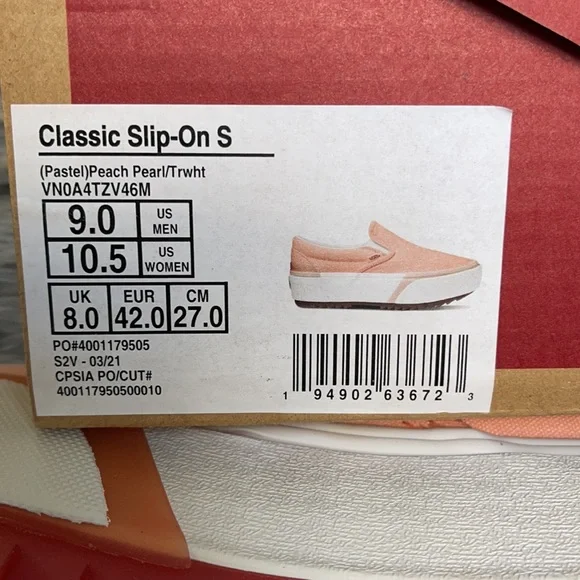 Classic Slip-On S
(Pastel)Peach Pearl/Trwht
VN0A4TZV46M
9.0 US MEN
10.5 US WOMEN
UK EUR CM
8.0 42.0 27.0
PO#4001179505
S2V - 03/21
CPSIA PO/CUT#
400117950500010
1 94902 63672 3